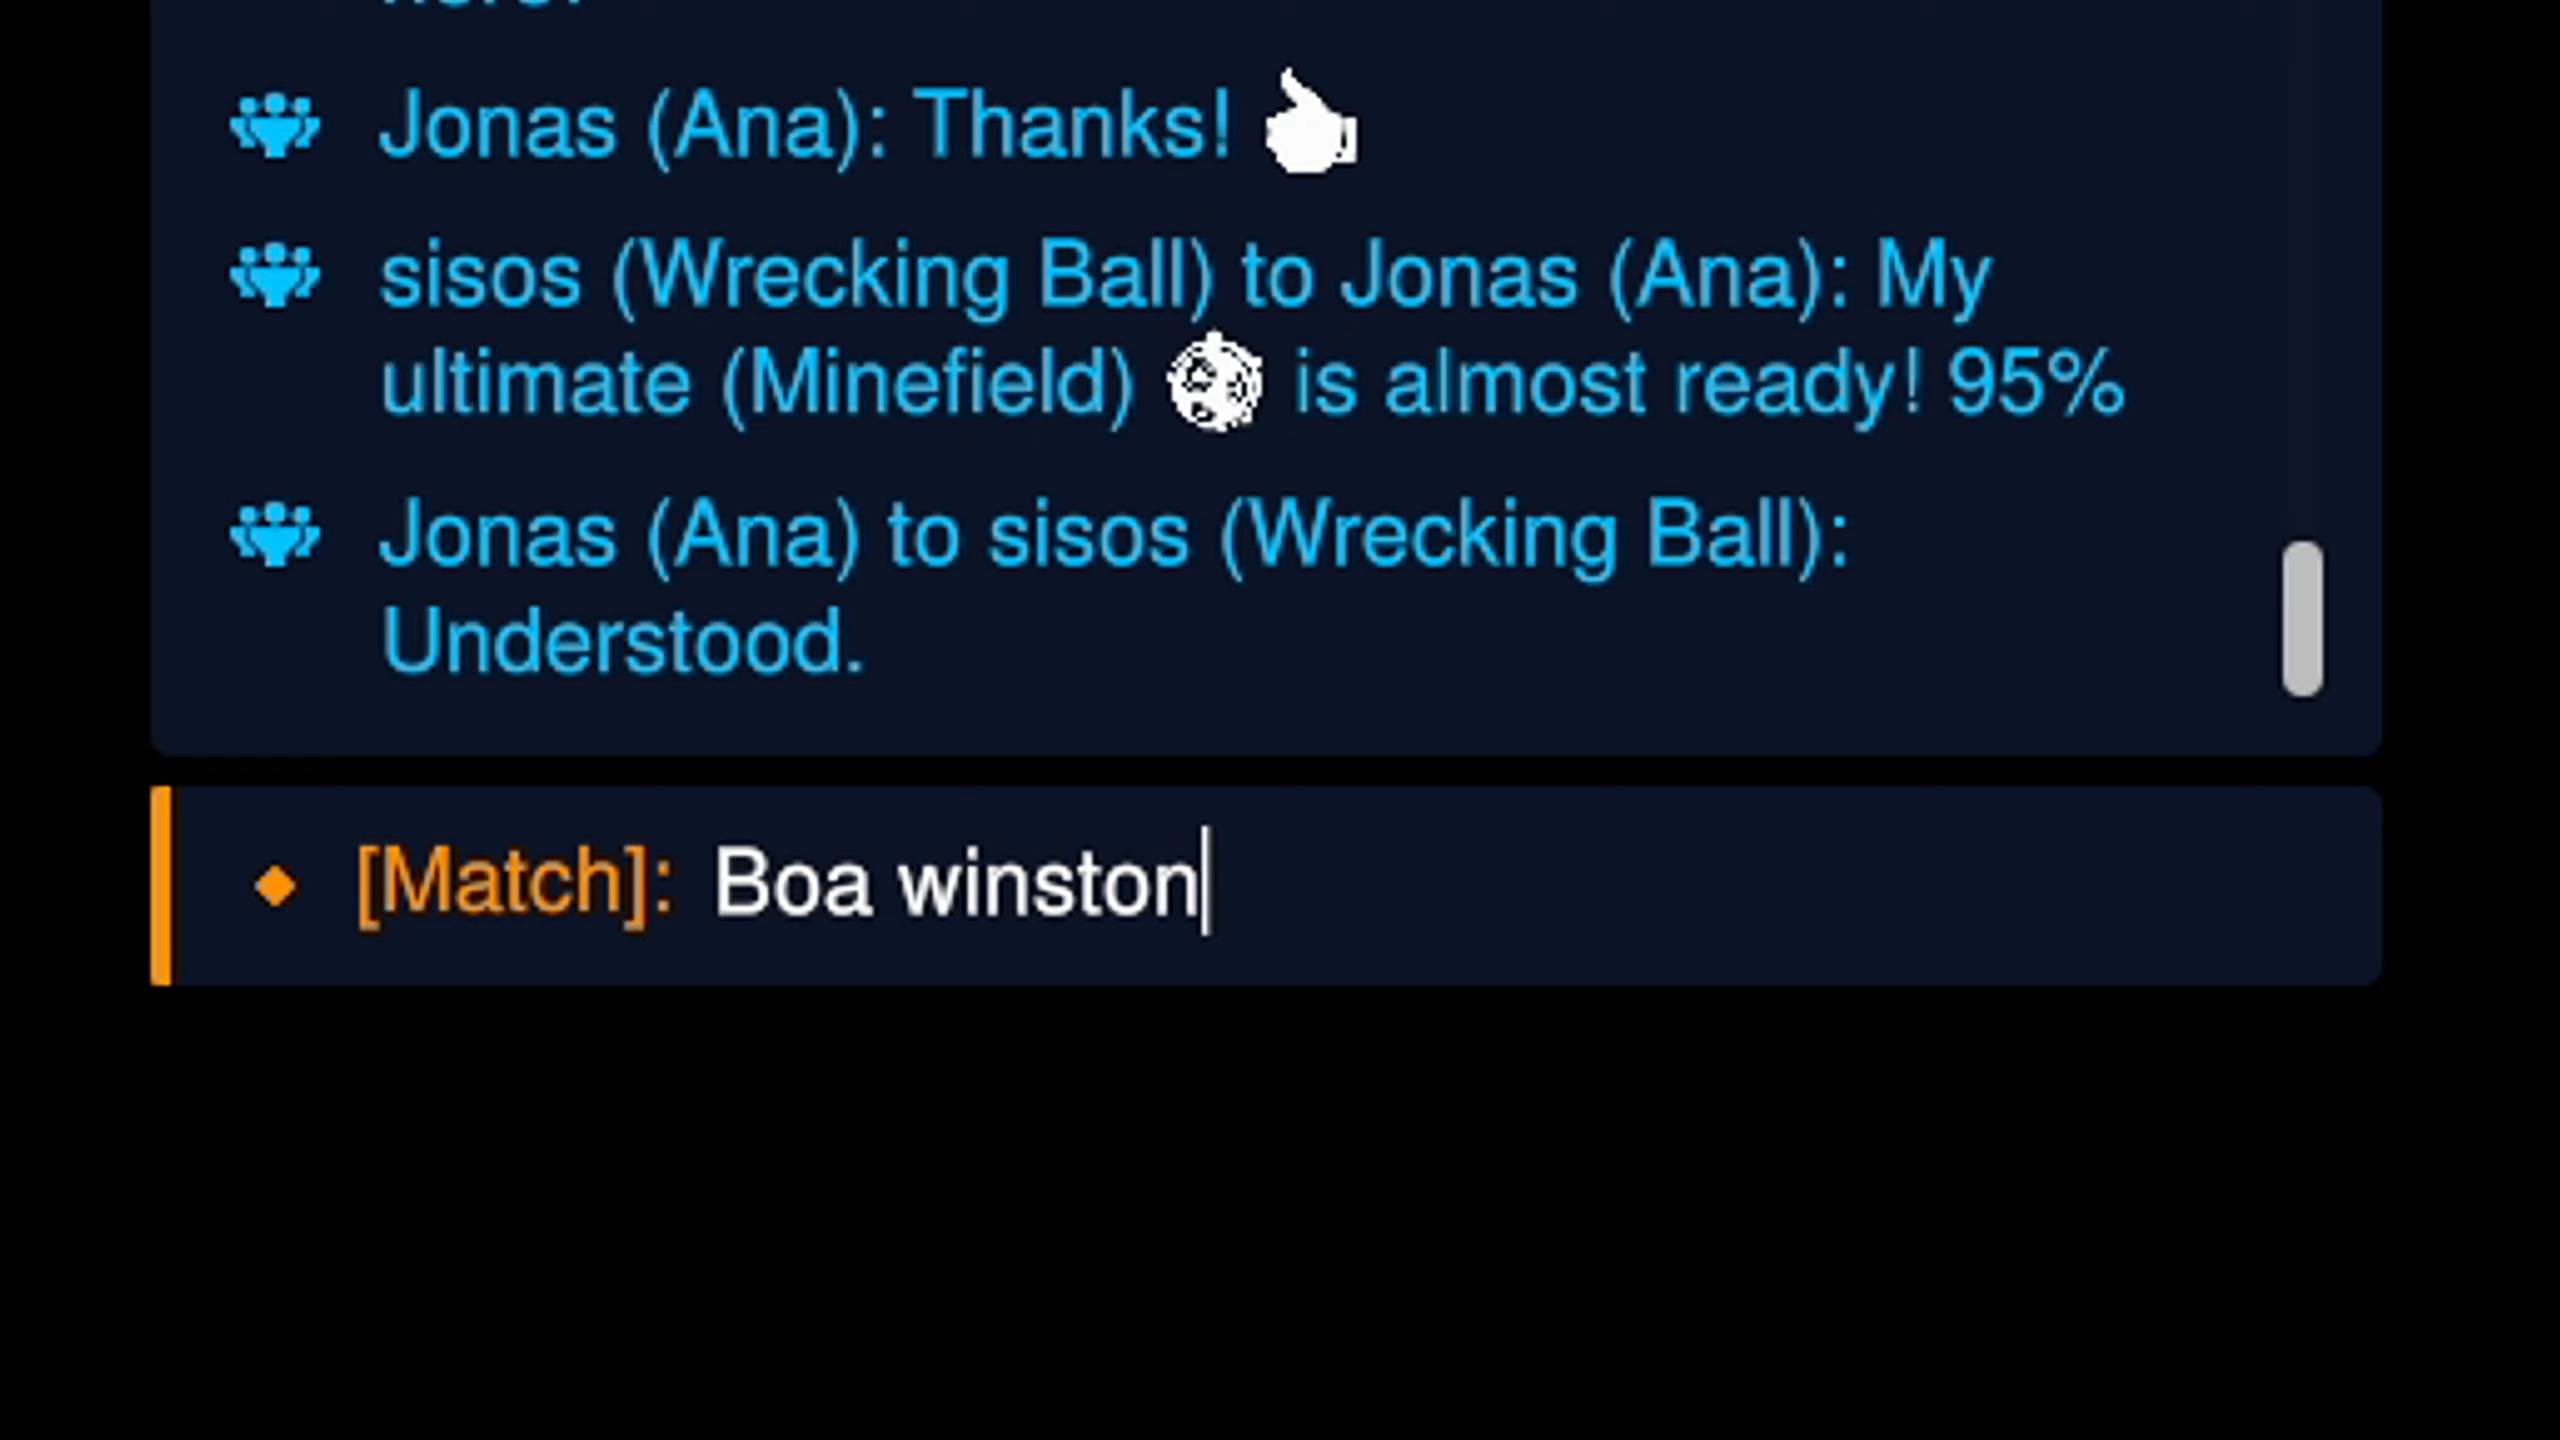 Jonas (Ana): Thanks!
sisos (Wrecking Ball) to Jonas (Ana): My
ultimate (Minefield) is almost ready! 95%
Jonas (Ana) to sisos (Wrecking Ball):
Understood.
[Match]: Boa winston